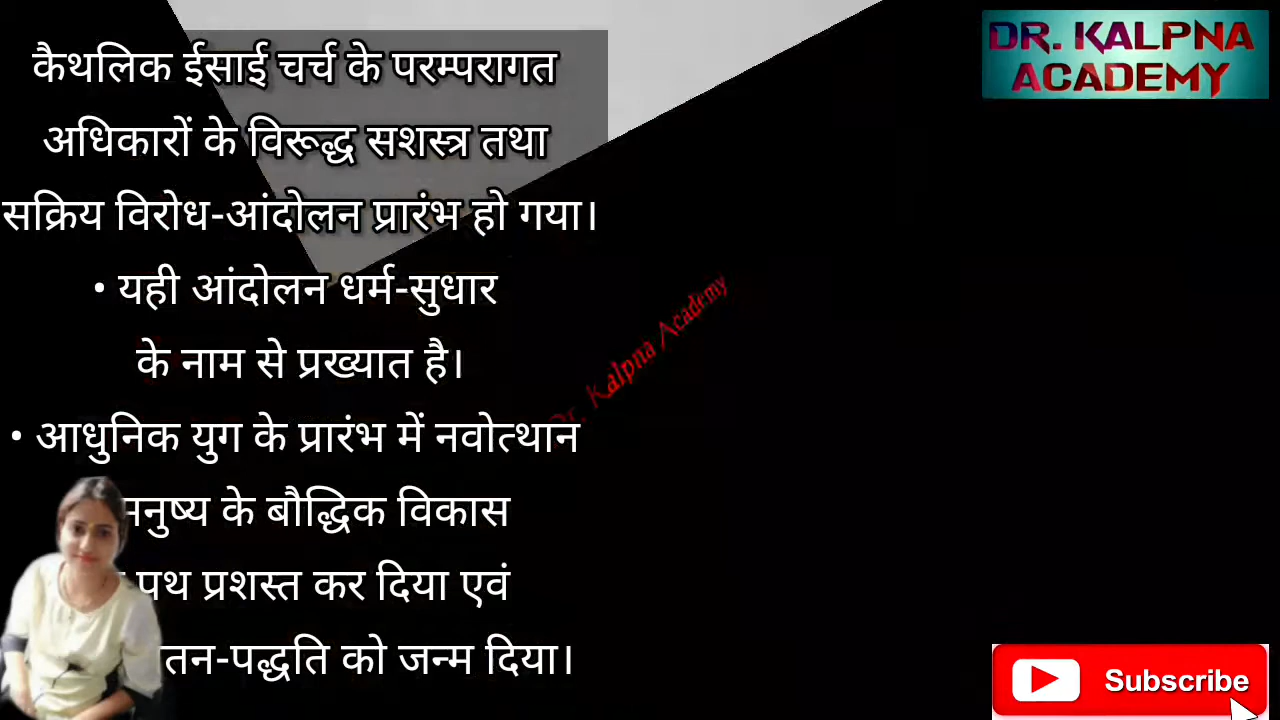 कैथलिक ईसाई चर्च के परम्परागत
अधिकारों के विरूद्ध सशस्त्र तथा
सक्रिय विरोध-आंदोलन प्रारंभ हो गया।
• यही आंदोलन धर्म-सुधार
के नाम से प्रख्यात है।
• आधुनिक युग के प्रारंभ में नवोत्थान
मनुष्य के बौद्धिक विकास
पथ प्रशस्त कर दिया एवं
तन-पद्धति को जन्म दिया।
DR. KALPNA
ACADEMY
Dr. Kalpna Academy
Subscribe